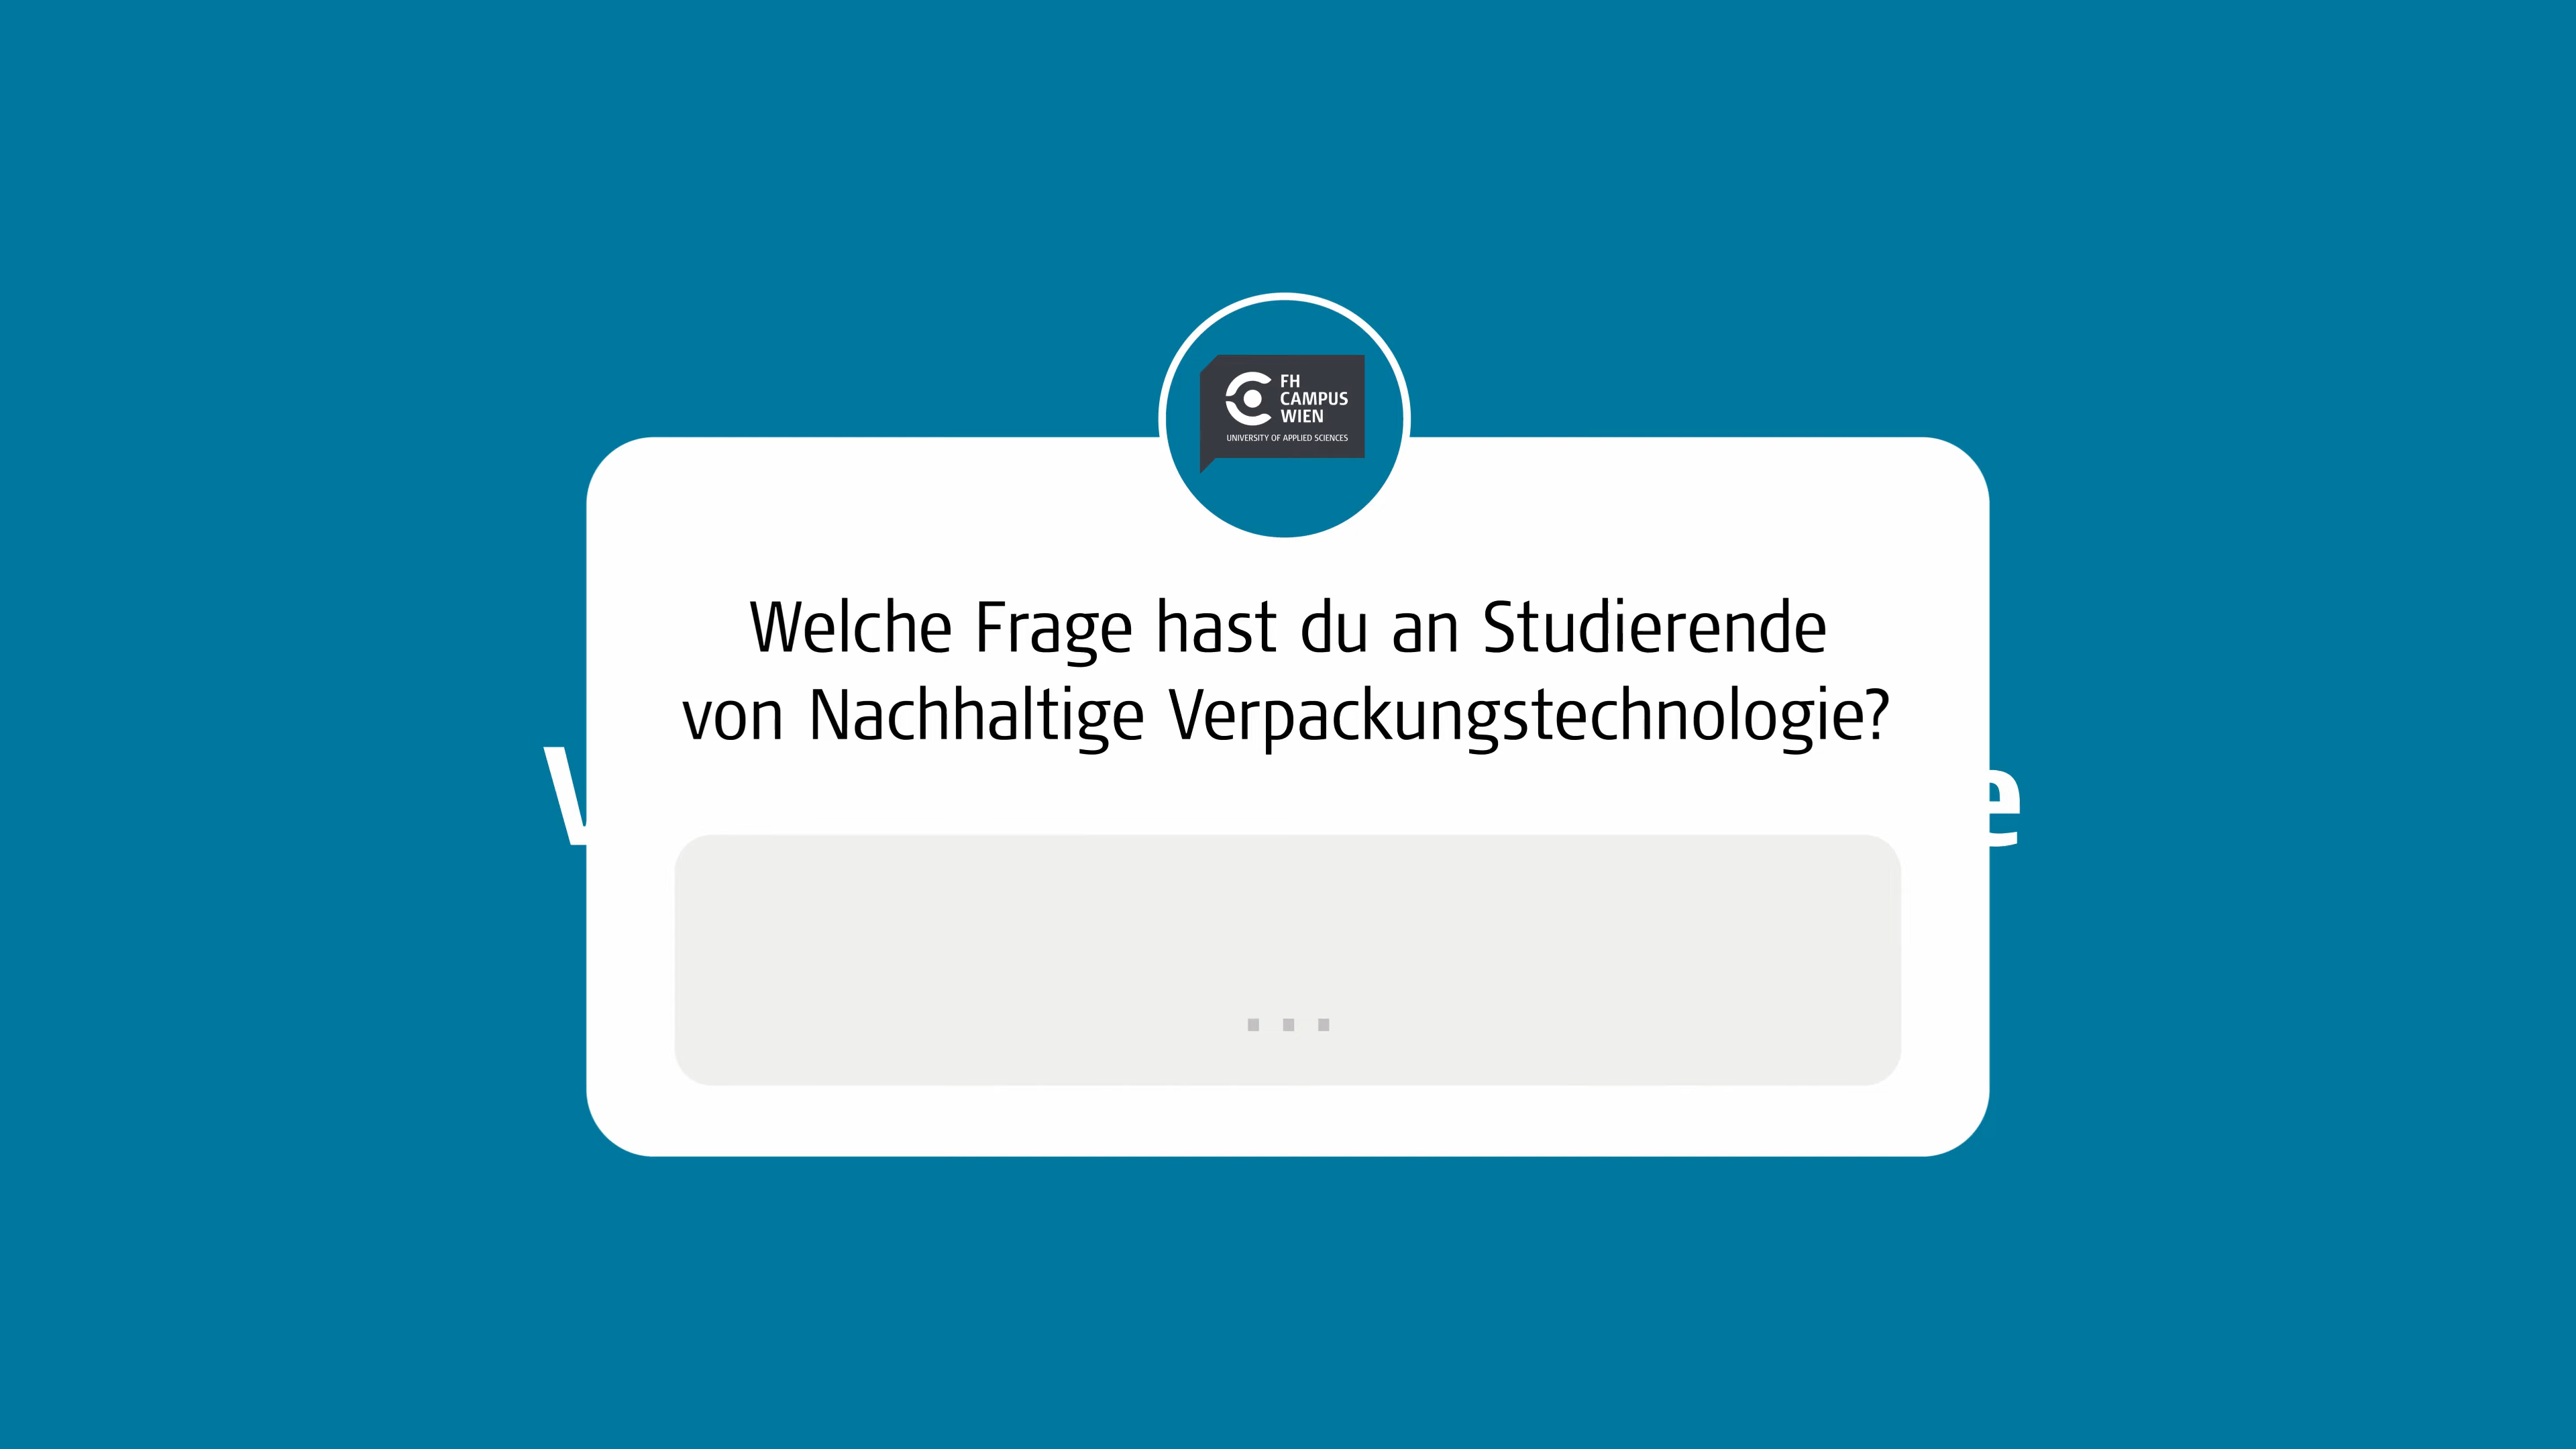 FH
CAMPUS
WIEN
UNIVERSITY OF APPLIED SCIENCES
Welche Frage hast du an Studierende
von Nachhaltige Verpackungstechnologie?
...